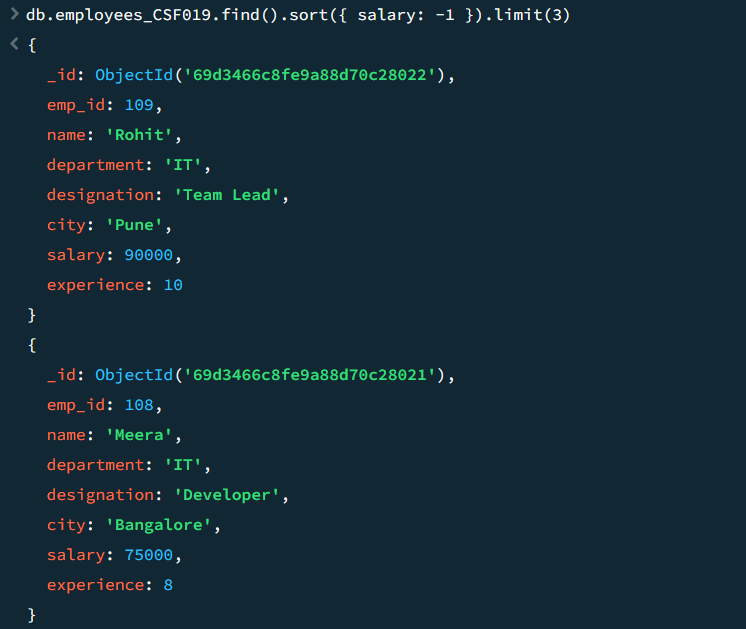 db.employees_CSF019.find().sort({ salary: -1 }).limit(3)
{
_id: ObjectId('69d3466c8fe9a88d70c28022'),
emp_id: 109,
name: 'Rohit',
department: 'IT',
designation: 'Team Lead',
city: 'Pune',
salary: 90000,
experience: 10
}
{
_id: ObjectId('69d3466c8fe9a88d70c28021'),
emp_id: 108,
name: 'Meera',
department: 'IT',
designation: 'Developer',
city: 'Bangalore',
salary: 75000,
experience: 8
}